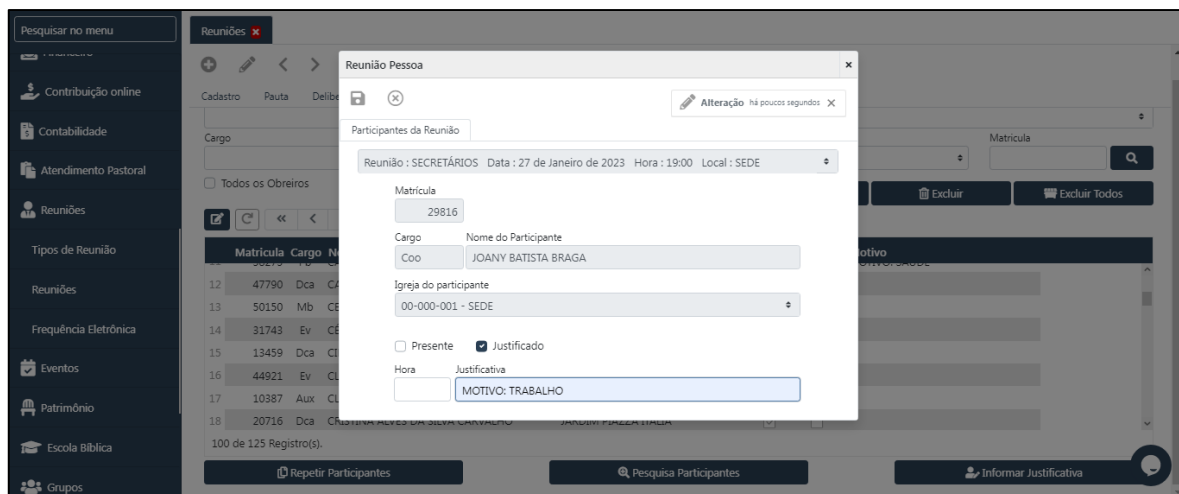 Pesquisar no menu
Reuniões
Reunião Pessoa
Contribuição online
Cadastro Pauta
Alteração há poucos segundos
Participantes da Reunião
Contabilidade
Cargo
Matricula
Reunião : SECRETÁRIOS Data : 27 de Janeiro de 2023 Hora : 19:00 Local : SEDE
Atendimento Pastoral
Todos os Obreiros
Matrícula
Excluir
Excluir Todos
Reuniões
29816
Cargo Nome do Participante
Tipos de Reunião
Matricula Cargo
Coo JOANY BATISTA BRAGA
12 47790 Dca
Igreja do participante
Reuniões
13 50150 Mb
00-000-001 - SEDE
Frequência Eletrônica
14 31743 Ev
15 13459 Dca
Presente Justificado
Eventos
16 44921 Ev
Hora Justificativa
17 10387 Aux
MOTIVO: TRABALHO
Patrimônio
18 20716 Dca CRISTINA ALVES DA SILVA CARVALHO JARDIM PIAZZA ITALIA
Escola Bíblica
100 de 125 Registro(s).
Repetir Participantes
Pesquisa Participantes
Informar Justificativa
Grupos